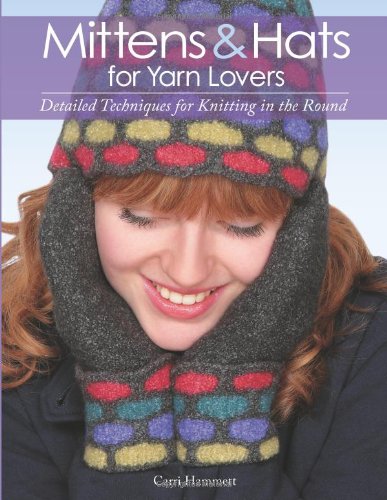 Mittens & Hats
for Yarn Lovers
Detailed Techniques for Knitting in the Round
Carri Hammett